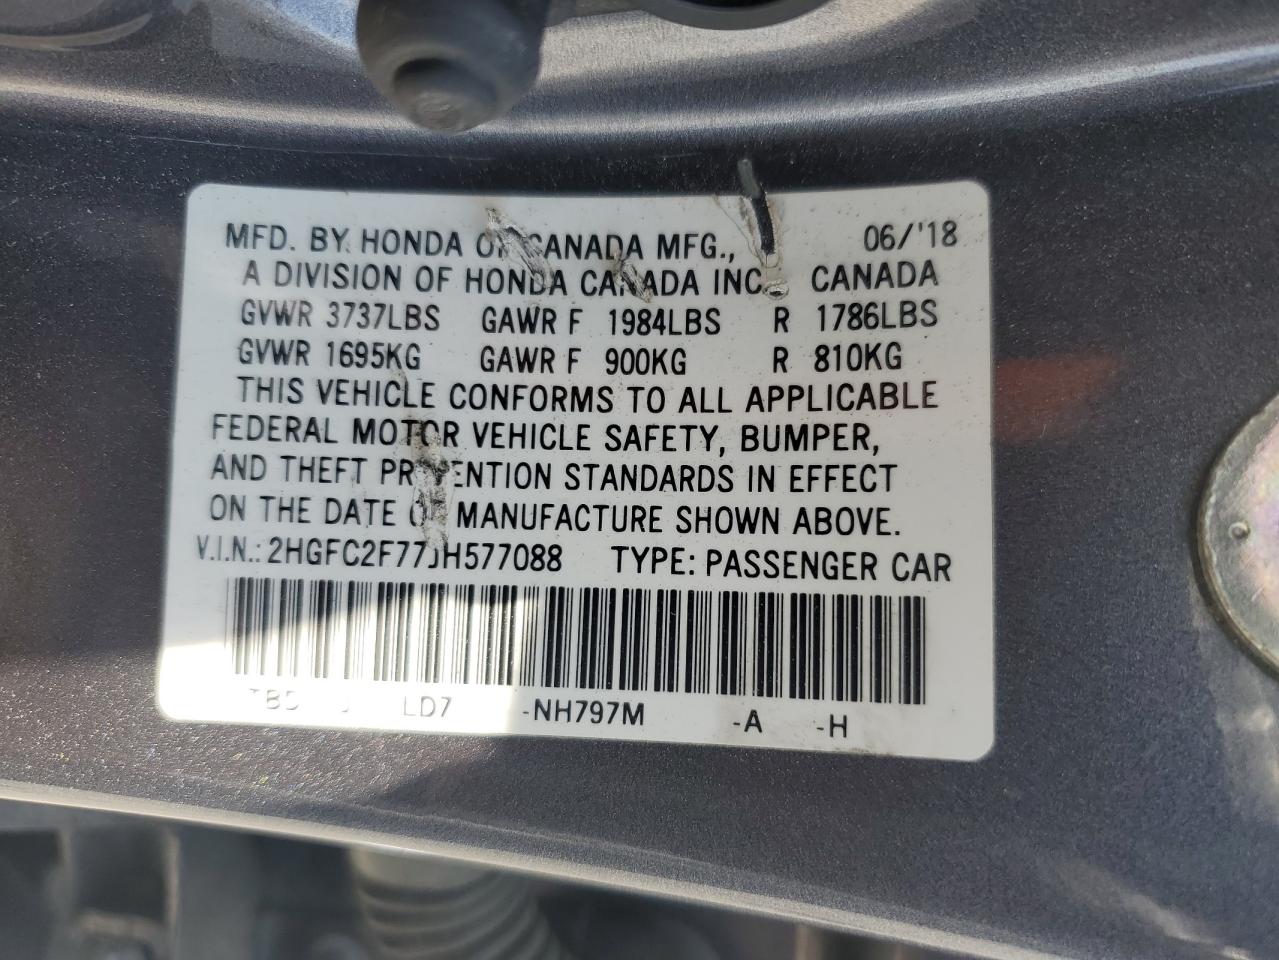 MFD. BY HONDA OF CANADA MFG., 06/'18
A DIVISION OF HONDA CANADA INC. CANADA
GVWR 3737LBS GAWR F 1984LBS R 1786LBS
GVWR 1695KG GAWR F 900KG R 810KG
THIS VEHICLE CONFORMS TO ALL APPLICABLE
FEDERAL MOTOR VEHICLE SAFETY, BUMPER,
AND THEFT PREVENTION STANDARDS IN EFFECT
ON THE DATE OF MANUFACTURE SHOWN ABOVE.
V.I.N.: 2HGFC2F77JH577088 TYPE: PASSENGER CAR
LD7 -NH797M -A -H